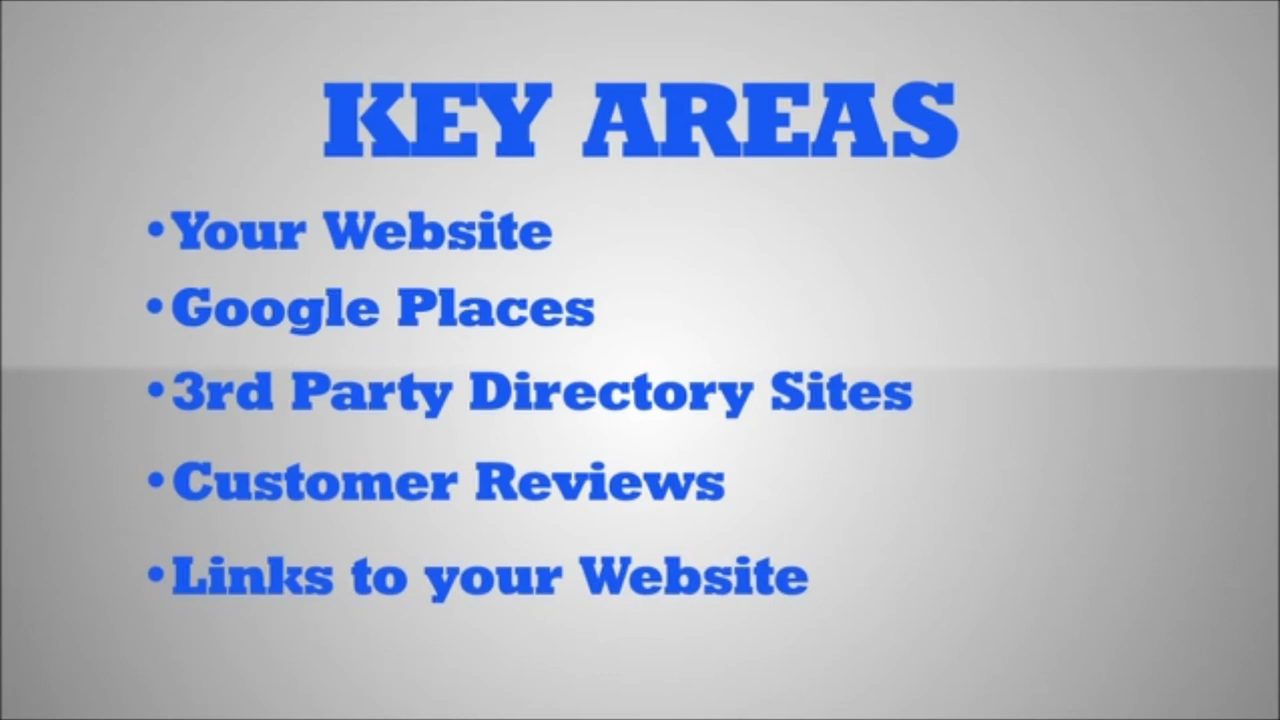 KEY AREAS
•Your Website
•Google Places
•3rd Party Directory Sites
•Customer Reviews
•Links to your Website